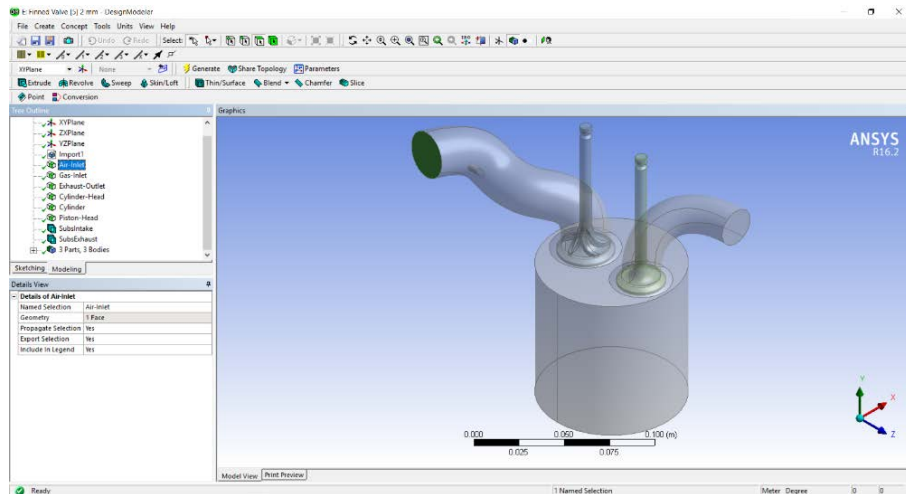 E: Finned Valve [5] 2 mm - DesignModeler
File Create Concept Tools Units View Help
Undo Redo Select:
XYPlane None Generate Share Topology Parameters
Extrude Revolve Sweep Skin/Loft Thin/Surface Blend Chamfer Slice
Point Conversion
Tree Outline Graphics
XYPlane
ZXPlane
YZPlane
Import1
Air-Inlet
Gas-Inlet
Exhaust-Outlet
Cylinder-Head
Cylinder
Piston-Head
SubsIntake
SubsExhaust
3 Parts, 3 Bodies
Sketching Modeling
Details View
Details of Air-Inlet
Named Selection Air-Inlet
Geometry 1 Face
Propagate Selection Yes
Export Selection Yes
Include In Legend Yes
ANSYS
R16.2
Y
X
Z
0.000 0.050 0.100 (m)
0.025 0.075
Model View Print Preview
Ready 1 Named Selection Meter Degree 0 0